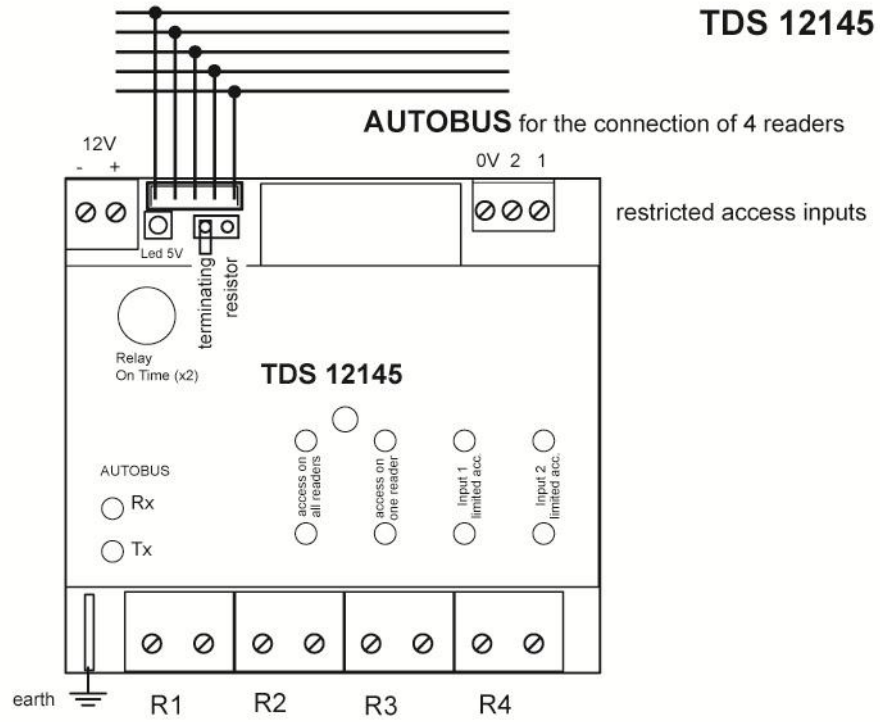 TDS 12145
AUTOBUS for the connection of 4 readers
12V
- +
0V 2 1
restricted access inputs
Led 5V
terminating
resistor
Relay
On Time (x2)
TDS 12145
access on
all readers
access on
one reader
Input 1
limited acc.
Input 2
limited acc.
AUTOBUS
Rx
Tx
earth
R1 R2 R3 R4